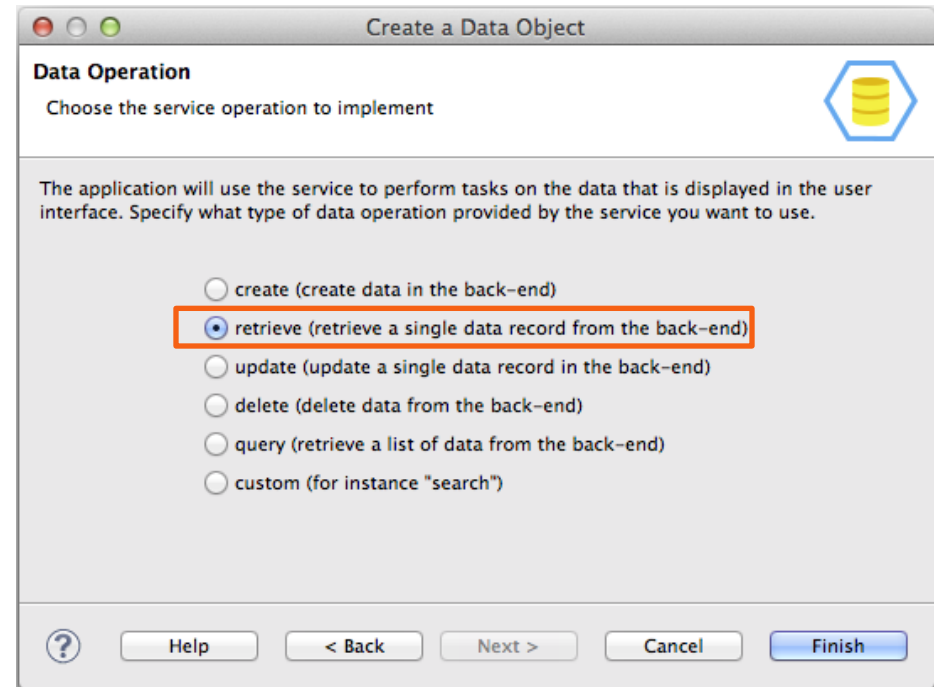 Create a Data Object
Data Operation
Choose the service operation to implement
The application will use the service to perform tasks on the data that is displayed in the user
interface. Specify what type of data operation provided by the service you want to use.
create (create data in the back-end)
retrieve (retrieve a single data record from the back-end)
update (update a single data record in the back-end)
delete (delete data from the back-end)
query (retrieve a list of data from the back-end)
custom (for instance "search")
? Help < Back Next > Cancel Finish